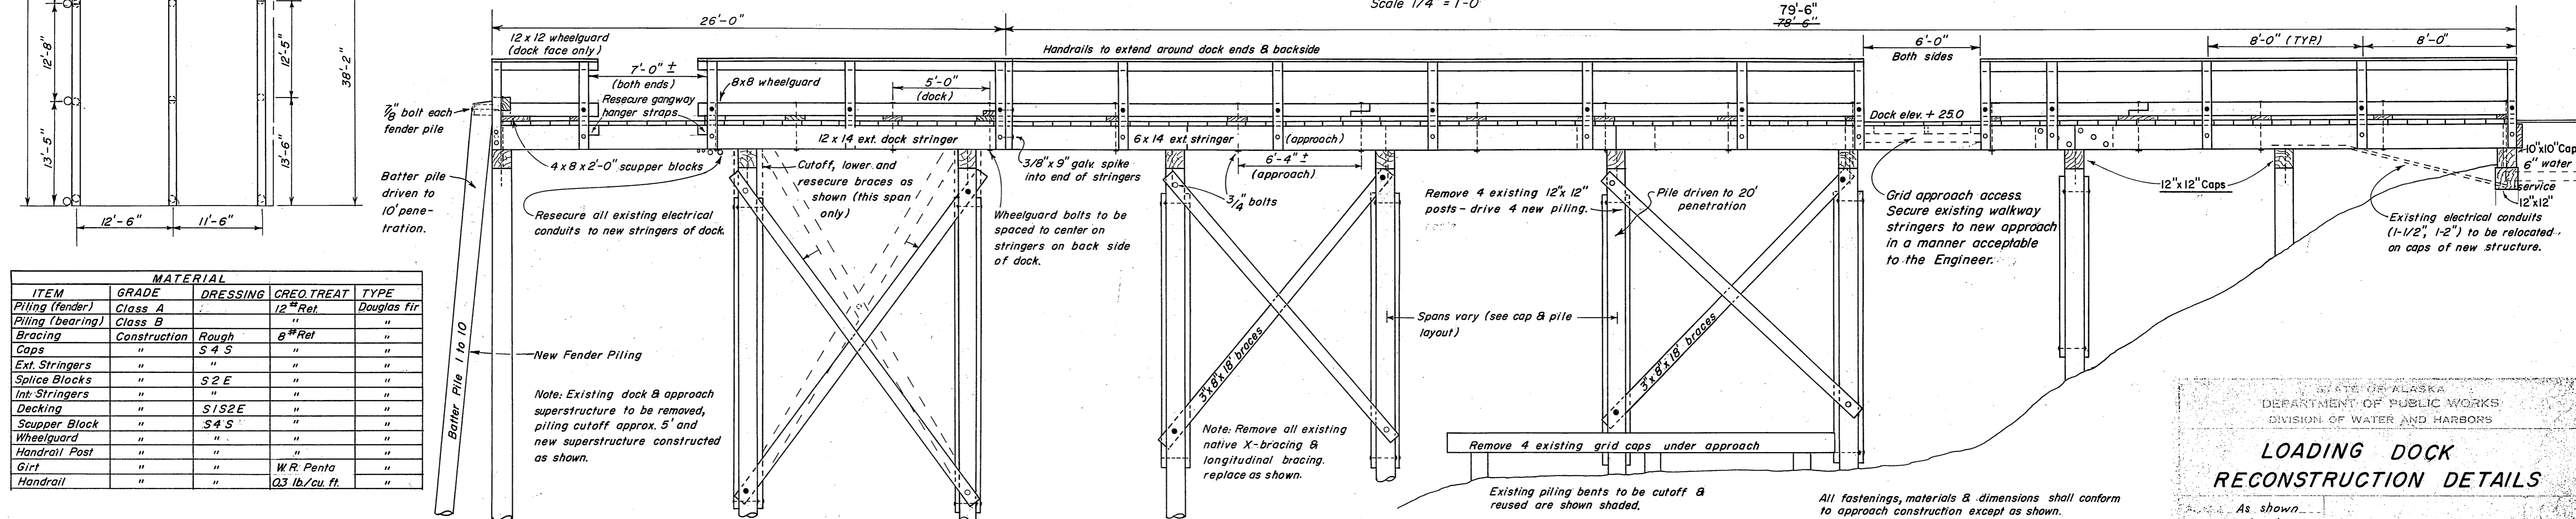 Scale 1/4" = 1'-0"
79'-6"
78'-6"
26'-0"
12'-8"
13'-5"
12'-5"
13'-6"
38'-2"
12'-6"
11'-6"
12 x 12 wheelguard
(dock face only)
7'-0" ±
(both ends)
Resecure gangway
hanger straps
8x8 wheelguard
5'-0"
(dock)
Handrails to extend around dock ends & backside
6'-0"
Both sides
8'-0" (TYP.)
8'-0"
7/8" bolt each
fender pile
12 x 14 ext. dock stringer
6 x 14 ext. stringer
(approach)
Dock elev. + 25.0
4 x 8 x 2'-0" scupper blocks
Batter pile
driven to
10' pene-
tration.
Resecure all existing electrical
conduits to new stringers of dock.
Cutoff, lower and
resecure braces as
shown (this span
only)
3/8" x 9" galv. spike
into end of stringers
Wheelguard bolts to be
spaced to center on
stringers on back side
of dock.
6'-4" ±
(approach)
3/4" bolts
Remove 4 existing 12" x 12"
posts - drive 4 new piling.
Pile driven to 20'
penetration
Grid approach access.
Secure existing walkway
stringers to new approach
in a manner acceptable
to the Engineer.
12" x 12" Caps
10"x10" Cap
6" water
service
12"x12"
Existing electrical conduits
(1-1/2", 1-2") to be relocated
on caps of new structure.
MATERIAL
ITEM GRADE DRESSING CREO. TREAT TYPE
Piling (fender) Class A 12# Ret. Douglas fir
Piling (bearing) Class B " "
Bracing Construction Rough 8# Ret "
Caps " S 4 S " "
Ext. Stringers " " " "
Splice Blocks " S 2 E " "
Int. Stringers " " " "
Decking " S1S2E " "
Scupper Block " S4S " "
Wheelguard " " " "
Handrail Post " " " "
Girt " " W.R. Penta "
Handrail " " 0.3 lb/cu. ft. "
Batter Pile 1 to 10
New Fender Piling
Note: Existing dock & approach
superstructure to be removed,
piling cutoff approx. 5' and
new superstructure constructed
as shown.
3"x8"x18' braces
Note: Remove all existing
native X-bracing &
longitudinal bracing.
replace as shown.
Spans vary (see cap & pile
layout)
3"x8"x18' braces
Remove 4 existing grid caps under approach
Existing piling bents to be cutoff &
reused are shown shaded.
All fastenings, materials & dimensions shall conform
to approach construction except as shown.
STATE OF ALASKA
DEPARTMENT OF PUBLIC WORKS
DIVISION OF WATER AND HARBORS
LOADING DOCK
RECONSTRUCTION DETAILS
As shown